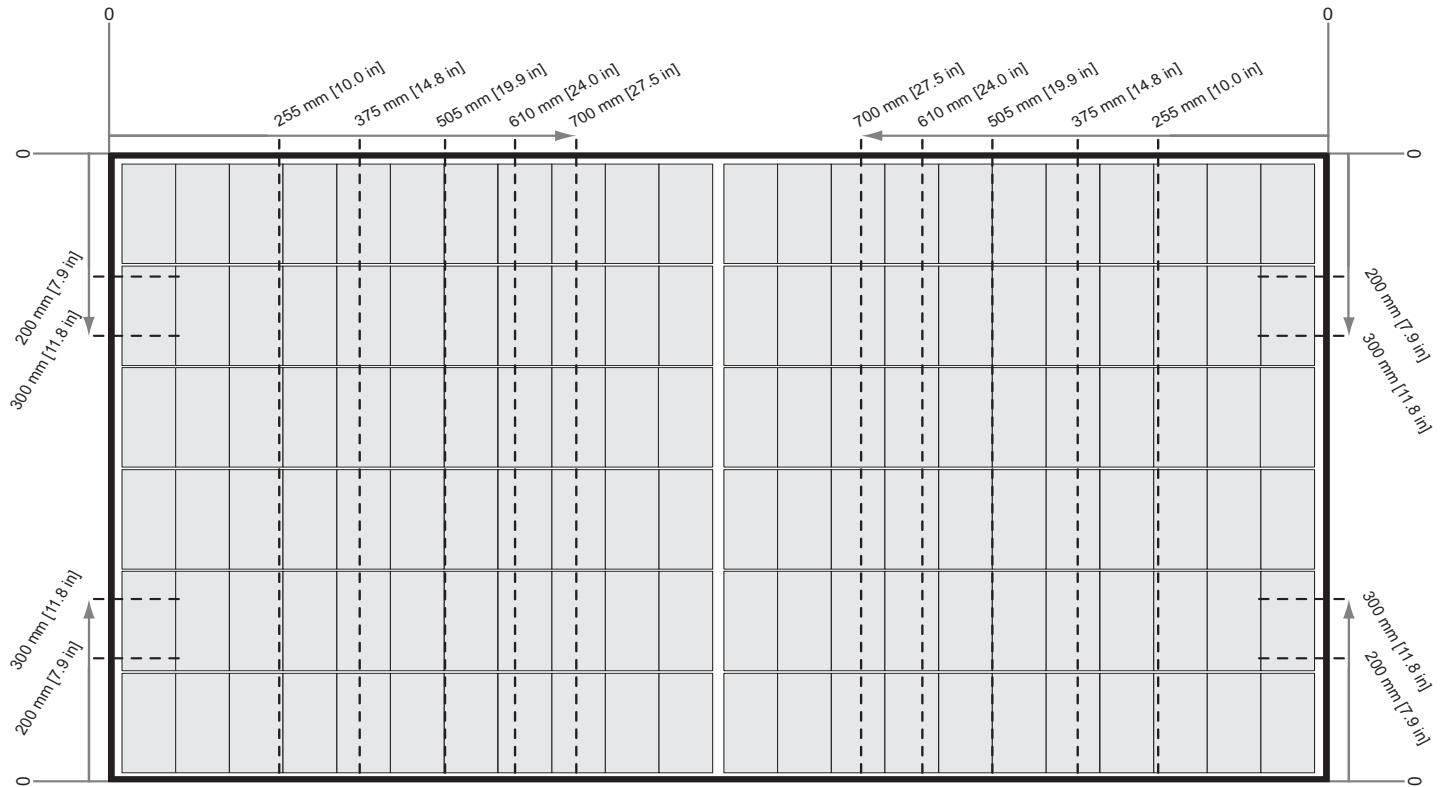 0
0
255 mm [10.0 in]
375 mm [14.8 in]
505 mm [19.9 in]
610 mm [24.0 in]
700 mm [27.5 in]
700 mm [27.5 in]
610 mm [24.0 in]
505 mm [19.9 in]
375 mm [14.8 in]
255 mm [10.0 in]
0
0
200 mm [7.9 in]
300 mm [11.8 in]
200 mm [7.9 in]
300 mm [11.8 in]
300 mm [11.8 in]
200 mm [7.9 in]
300 mm [11.8 in]
200 mm [7.9 in]
0
0